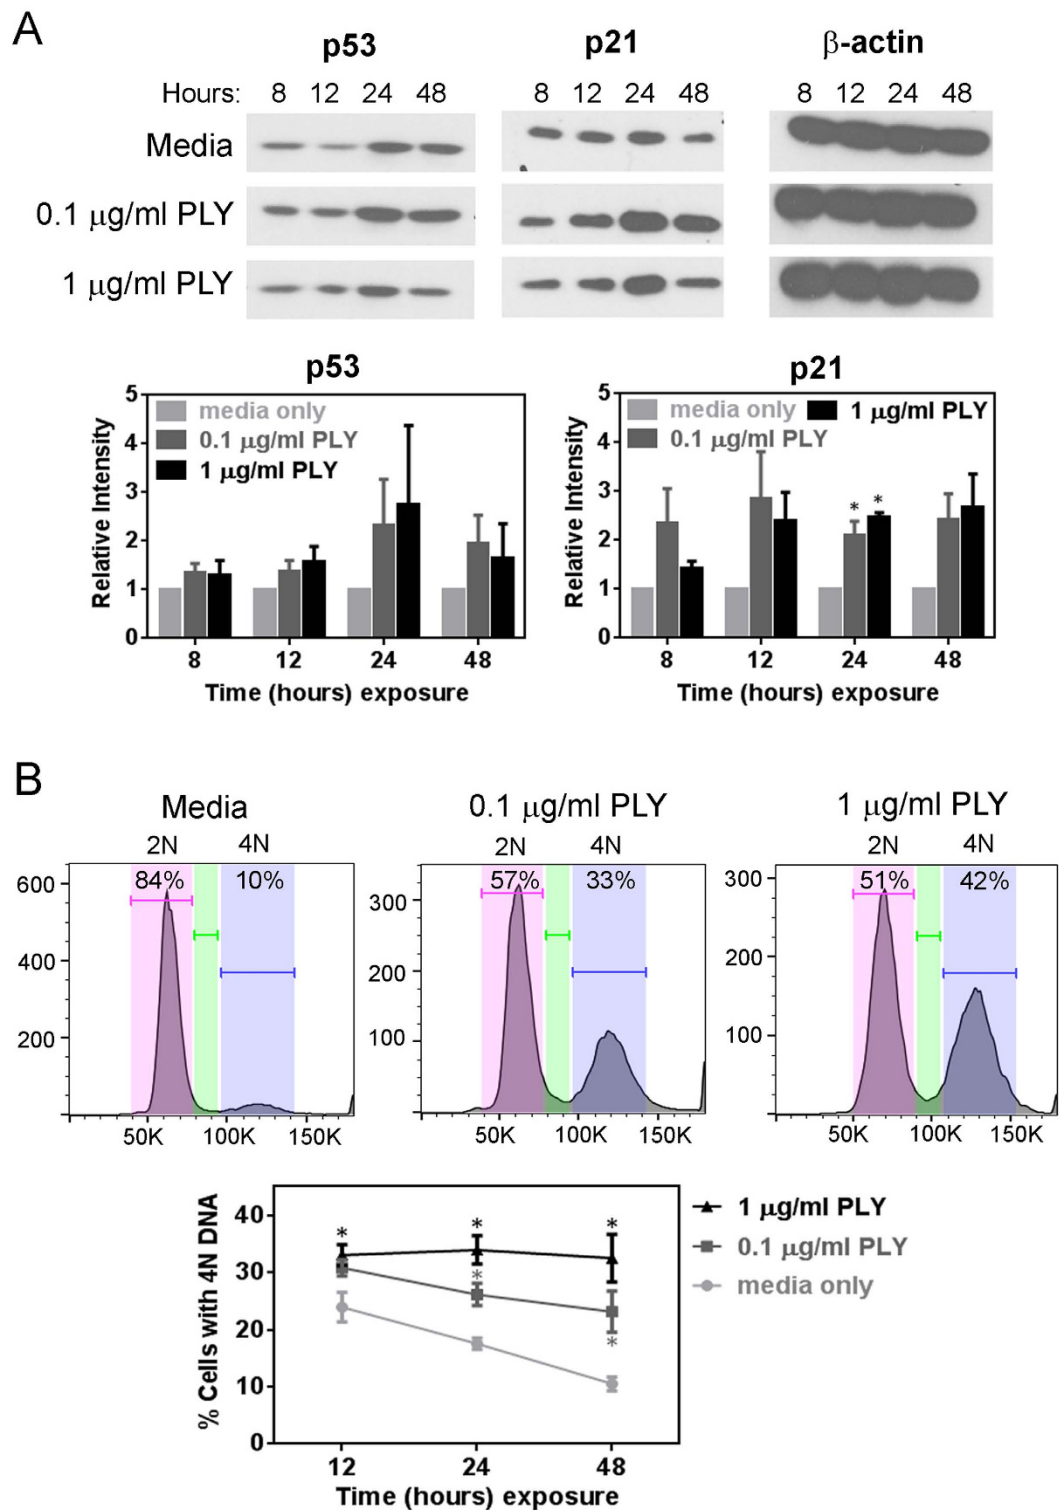 A
p53 p21 β-actin
Hours: 8 12 24 48 8 12 24 48 8 12 24 48
Media
0.1 μg/ml PLY
1 μg/ml PLY
p53
5
4
3
2
1
0
Relative Intensity
media only
0.1 μg/ml PLY
1 μg/ml PLY
8 12 24 48
Time (hours) exposure
p21
5
4
3
2
1
0
Relative Intensity
media only 1 μg/ml PLY
0.1 μg/ml PLY
* *
8 12 24 48
Time (hours) exposure
B
Media
2N 4N
84% 10%
600
400
200
50K 100K 150K
0.1 μg/ml PLY
2N 4N
57% 33%
300
200
100
50K 100K 150K
1 μg/ml PLY
2N 4N
51% 42%
300
200
100
50K 100K 150K
% Cells with 4N DNA
40
30
20
10
0
* * *
*
*
1 μg/ml PLY
0.1 μg/ml PLY
media only
12 24 48
Time (hours) exposure